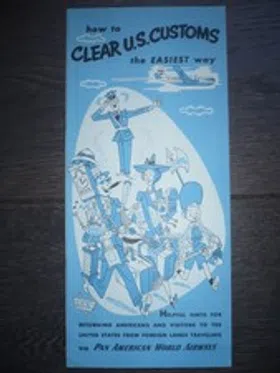 how to
CLEAR U.S. CUSTOMS
the EASIEST way
HELPFUL HINTS FOR
RETURNING AMERICANS AND VISITORS TO THE
UNITED STATES FROM FOREIGN LANDS TRAVELING
VIA PAN AMERICAN WORLD AIRWAYS